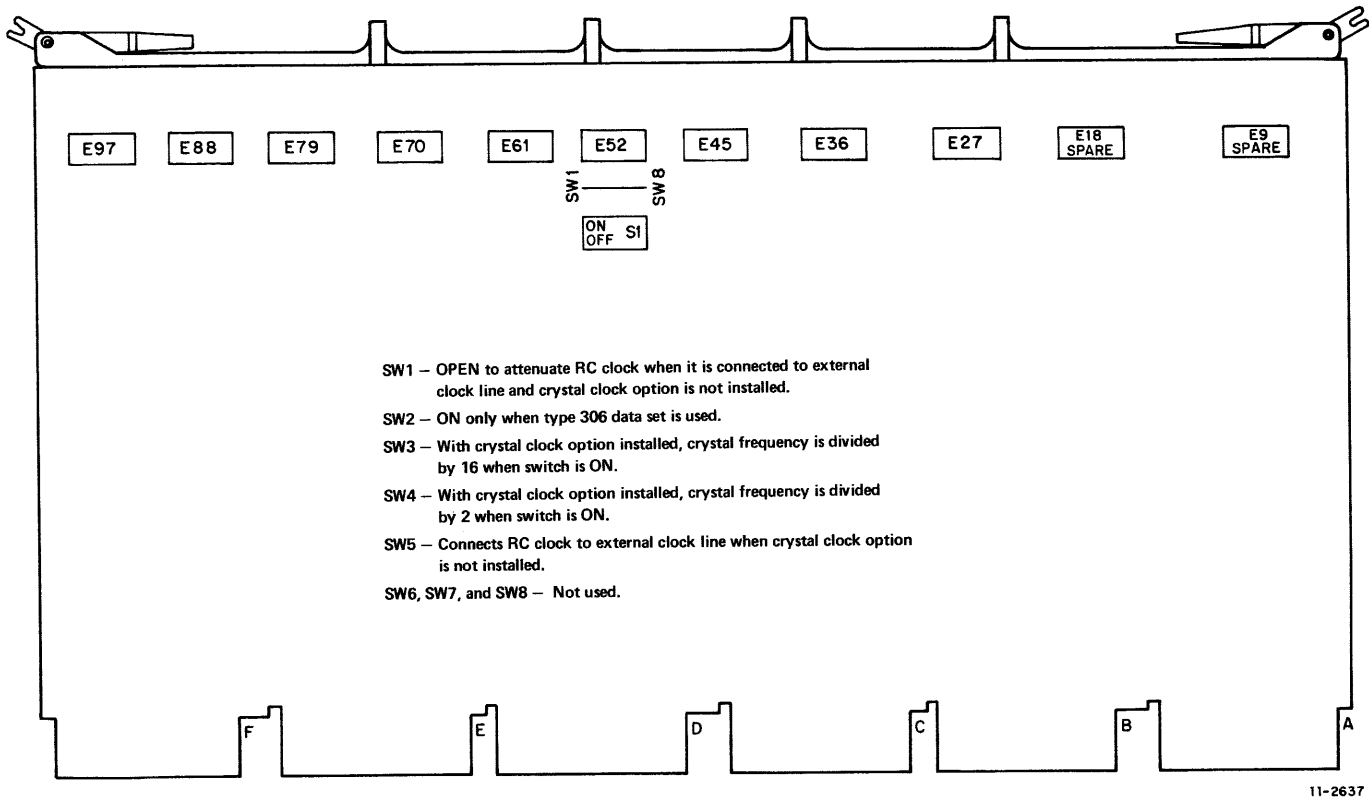 E97 E88 E79 E70 E61 E52 E45 E36 E27 E18 SPARE E9 SPARE
SW1 SW8
ON
OFF S1
SW1 – OPEN to attenuate RC clock when it is connected to external
clock line and crystal clock option is not installed.
SW2 – ON only when type 306 data set is used.
SW3 – With crystal clock option installed, crystal frequency is divided
by 16 when switch is ON.
SW4 – With crystal clock option installed, crystal frequency is divided
by 2 when switch is ON.
SW5 – Connects RC clock to external clock line when crystal clock option
is not installed.
SW6, SW7, and SW8 – Not used.
F E D C B A
11-2637